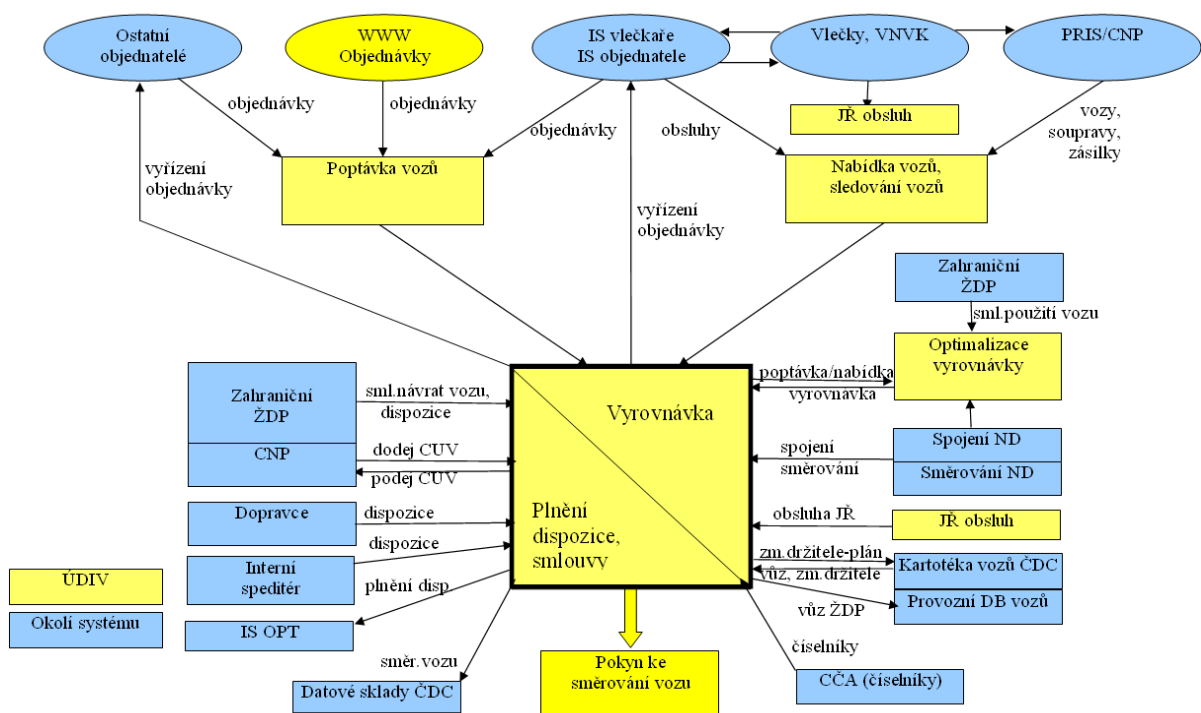 Ostatní
objednatelé
WWW
Objednávky
IS vlečkaře
IS objednatele
Vlečky, VNVK
PRIS/CNP
objednávky
objednávky
objednávky
obsluhy
JŘ obsluh
vozy,
soupravy,
zásilky
vyřízení
objednávky
Poptávka vozů
Nabídka vozů,
sledování vozů
vyřízení
objednávky
Zahraniční
ŽDP
sml.použití vozu
Optimalizace
vyrovnávky
poptávka/nabídka
vyrovnávka
Zahraniční
ŽDP
sml.návrat vozu,
dispozice
Vyrovnávka
CNP
dodej CUV
podej CUV
spojení
směrování
Spojení ND
Směrování ND
Dopravce
dispozice
dispozice
Plnění
dispozice,
smlouvy
obsluha JŘ
JŘ obsluh
zm.držitele-plán
vůz, zm.držitele
Kartotéka vozů ČDC
Provozní DB vozů
vůz ŽDP
Interní
speditér
plnění disp.
ÚDIV
Okolí systému
IS OPT
směr.vozu
Datové sklady ČDC
Pokyn ke
směrování vozu
číselníky
CČA (číselníky)